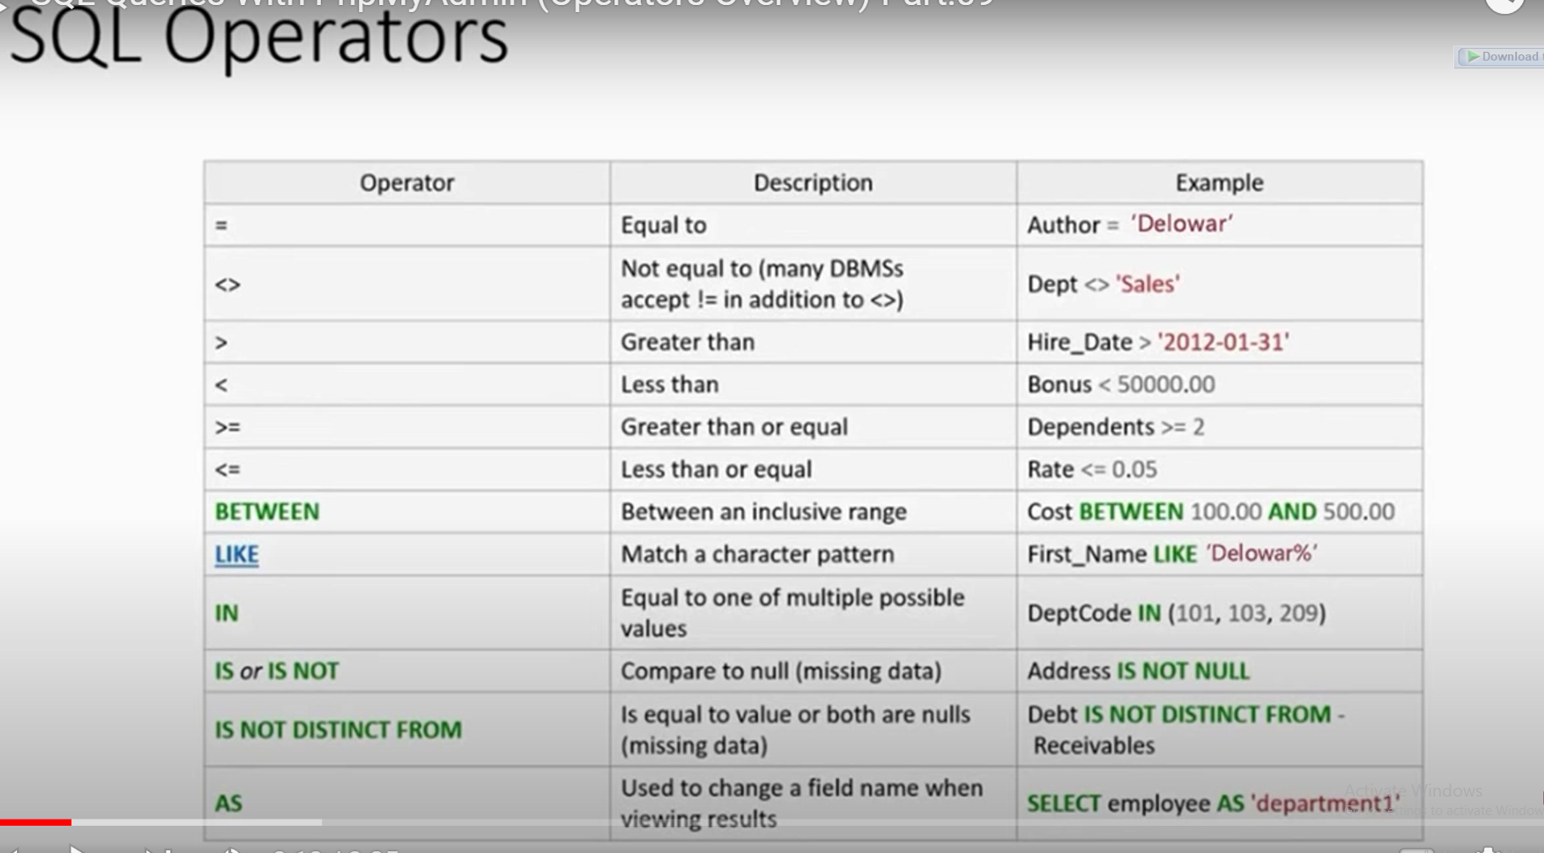 SQL Queries With PhpMyAdmin (Operators Overview) Part:09
SQL Operators
Download
Operator Description Example
= Equal to Author = ‘Delowar’
<> Not equal to (many DBMSs
accept != in addition to <>) Dept <> 'Sales'
> Greater than Hire_Date > '2012-01-31'
< Less than Bonus < 50000.00
>= Greater than or equal Dependents >= 2
<= Less than or equal Rate <= 0.05
BETWEEN Between an inclusive range Cost BETWEEN 100.00 AND 500.00
LIKE Match a character pattern First_Name LIKE ‘Delowar%’
IN Equal to one of multiple possible
values DeptCode IN (101, 103, 209)
IS or IS NOT Compare to null (missing data) Address IS NOT NULL
IS NOT DISTINCT FROM Is equal to value or both are nulls
(missing data) Debt IS NOT DISTINCT FROM -
Receivables
AS Used to change a field name when
viewing results SELECT employee AS 'department1'
Activate Windows
to activate Window